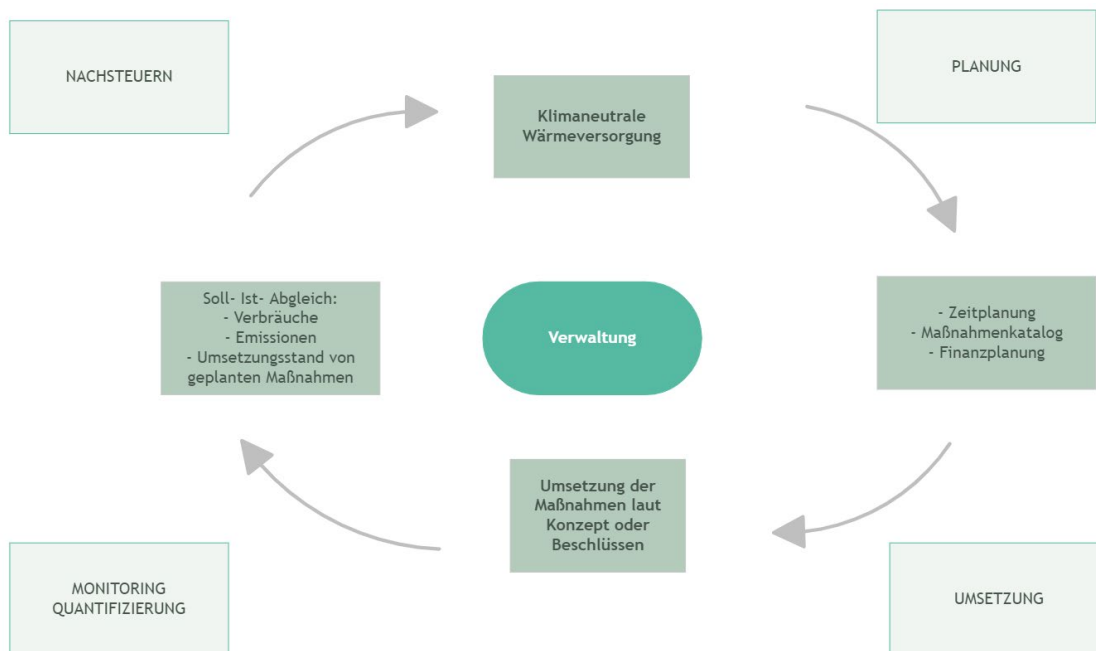 NACHSTEUERN
PLANUNG
Klimaneutrale
Wärmeversorgung
Soll- Ist- Abgleich:
- Verbräuche
- Emissionen
- Umsetzungsstand von
geplanten Maßnahmen
Verwaltung
- Zeitplanung
- Maßnahmenkatalog
- Finanzplanung
Umsetzung der
Maßnahmen laut
Konzept oder
Beschlüssen
MONITORING
QUANTIFIZIERUNG
UMSETZUNG